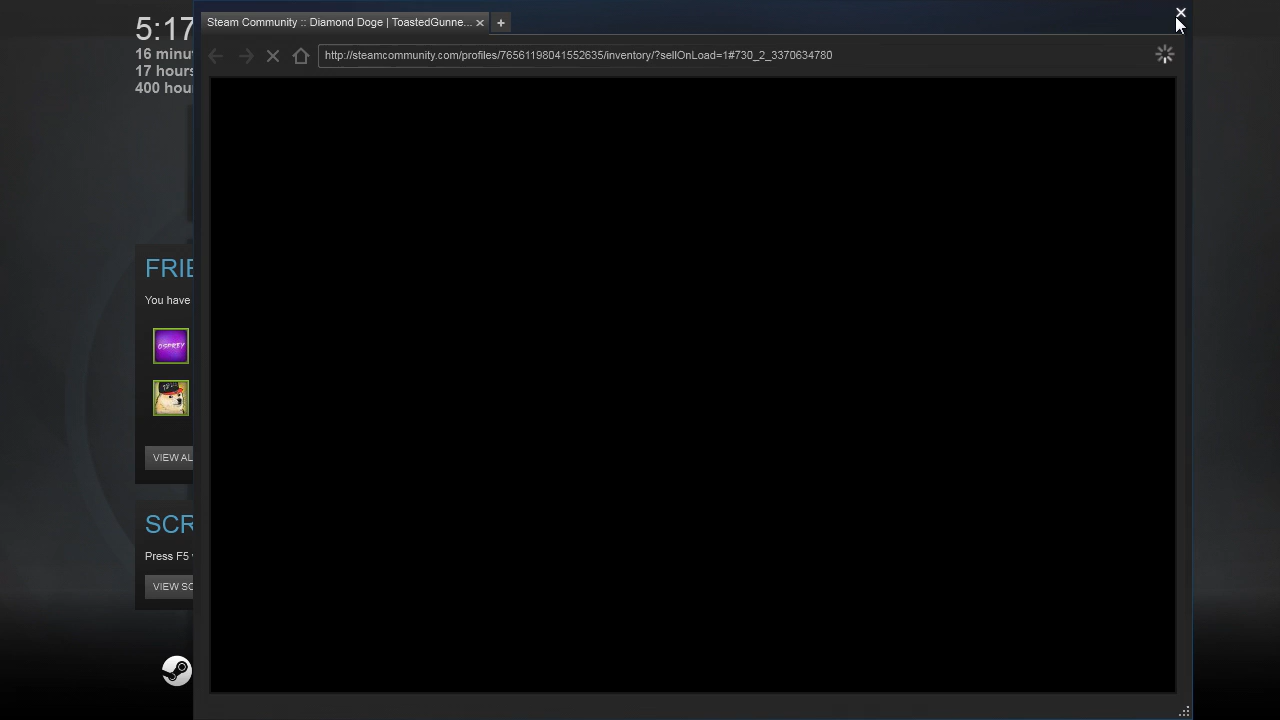 Steam Community :: Diamond Doge | ToastedGunne...
http://steamcommunity.com/profiles/76561198041552635/inventory/?sellOnLoad=1#730_2_3370634780
5:17
16 minu
17 hours
400 hou
FRIE
You have
OSPREY
VIEW AL
SCR
Press F5
VIEW SC